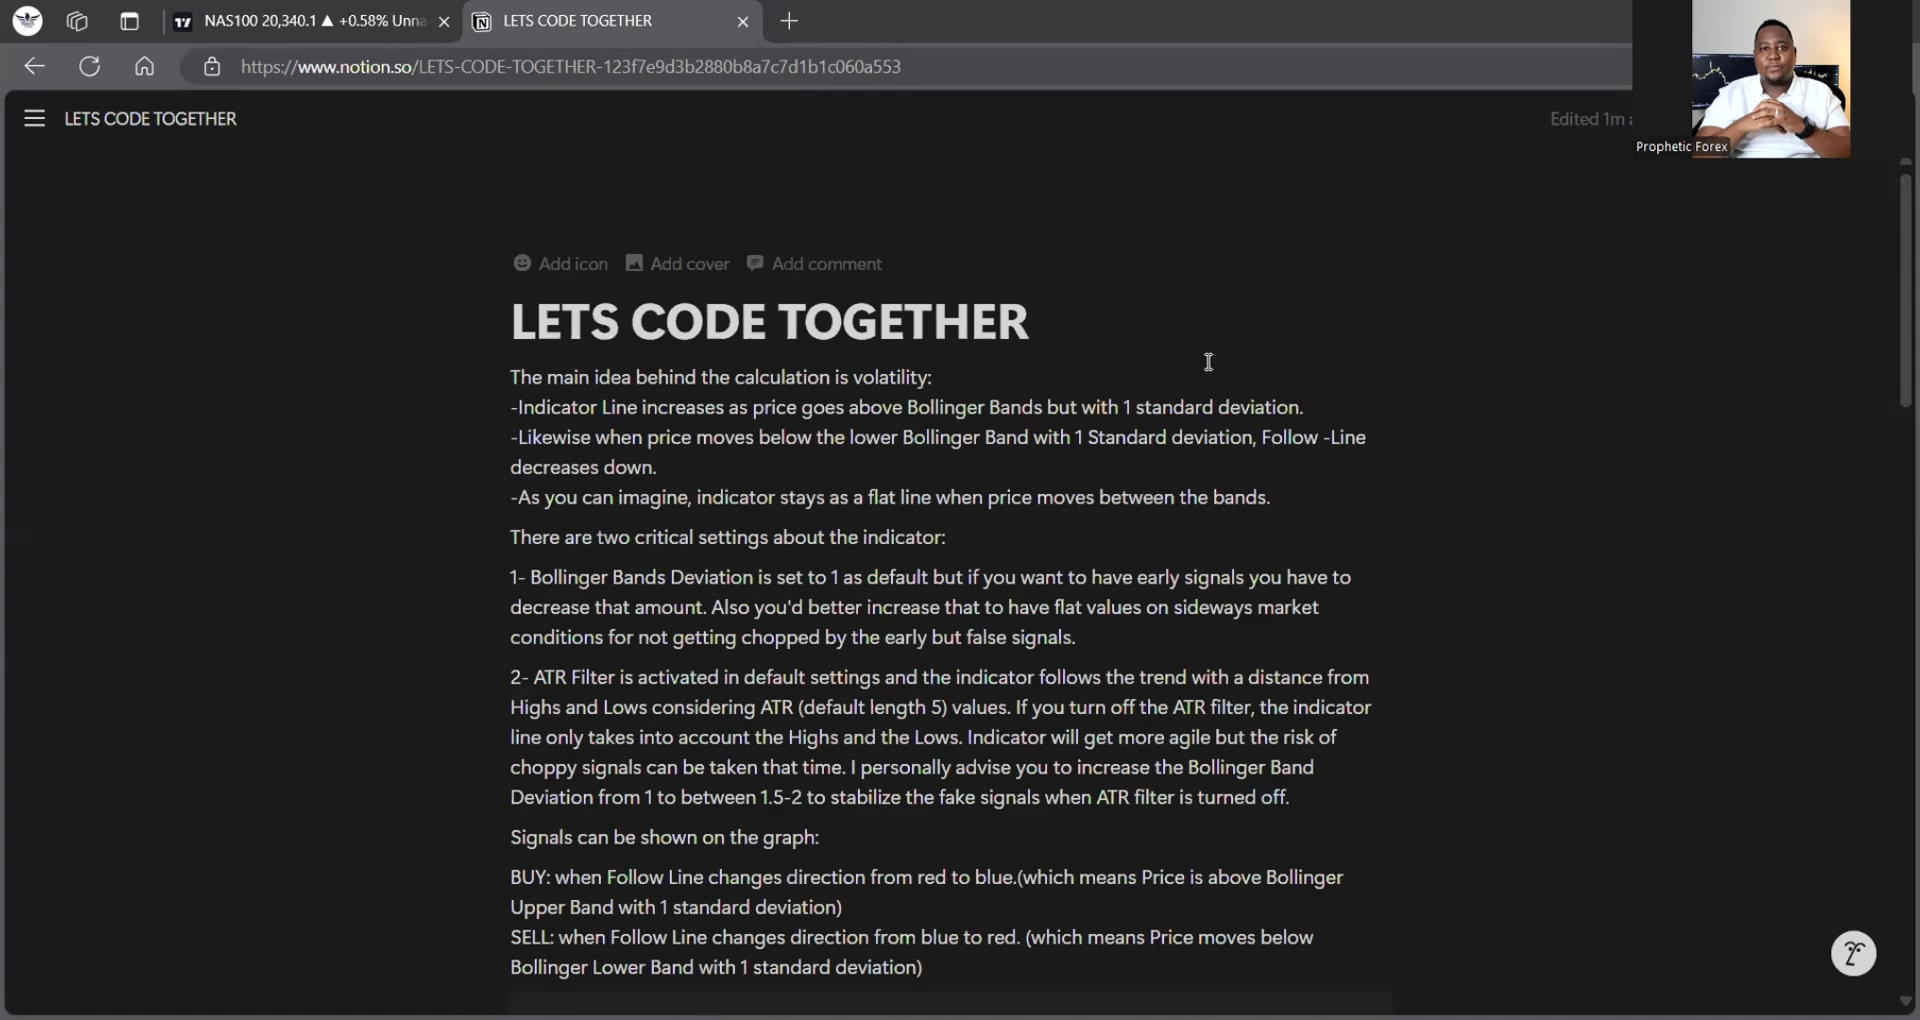 NAS100 20,340.1 ▲ +0.58% Unna
LETS CODE TOGETHER
https://www.notion.so/LETS-CODE-TOGETHER-123f7e9d3b2880b8a7c7d1b1c060a553
LETS CODE TOGETHER
Edited 1m a
Prophetic Forex
Add icon Add cover Add comment
LETS CODE TOGETHER
The main idea behind the calculation is volatility:
-Indicator Line increases as price goes above Bollinger Bands but with 1 standard deviation.
-Likewise when price moves below the lower Bollinger Band with 1 Standard deviation, Follow -Line
decreases down.
-As you can imagine, indicator stays as a flat line when price moves between the bands.
There are two critical settings about the indicator:
1- Bollinger Bands Deviation is set to 1 as default but if you want to have early signals you have to
decrease that amount. Also you'd better increase that to have flat values on sideways market
conditions for not getting chopped by the early but false signals.
2- ATR Filter is activated in default settings and the indicator follows the trend with a distance from
Highs and Lows considering ATR (default length 5) values. If you turn off the ATR filter, the indicator
line only takes into account the Highs and the Lows. Indicator will get more agile but the risk of
choppy signals can be taken that time. I personally advise you to increase the Bollinger Band
Deviation from 1 to between 1.5-2 to stabilize the fake signals when ATR filter is turned off.
Signals can be shown on the graph:
BUY: when Follow Line changes direction from red to blue.(which means Price is above Bollinger
Upper Band with 1 standard deviation)
SELL: when Follow Line changes direction from blue to red. (which means Price moves below
Bollinger Lower Band with 1 standard deviation)